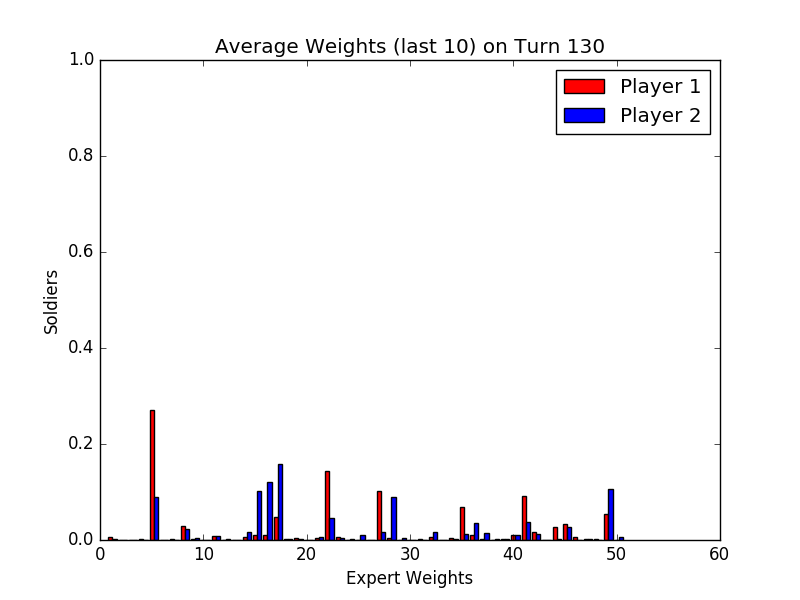 Average Weights (last 10) on Turn 130
Player 1
Player 2
1.0
0.8
0.6
0.4
0.2
0.0
Soldiers
0 10 20 30 40 50 60
Expert Weights